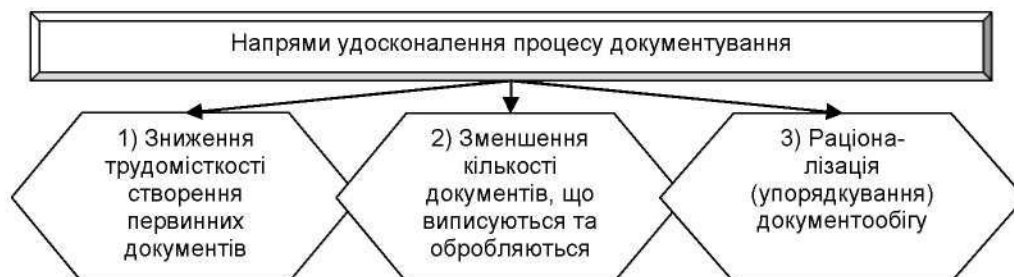 Напрями удосконалення процесу документування
1) Зниження
трудомісткості
створення
первинних
документів
2) Зменшення
кількості
документів, що
виписуються та
обробляються
3) Раціона-
лізація
(упорядкування)
документообігу